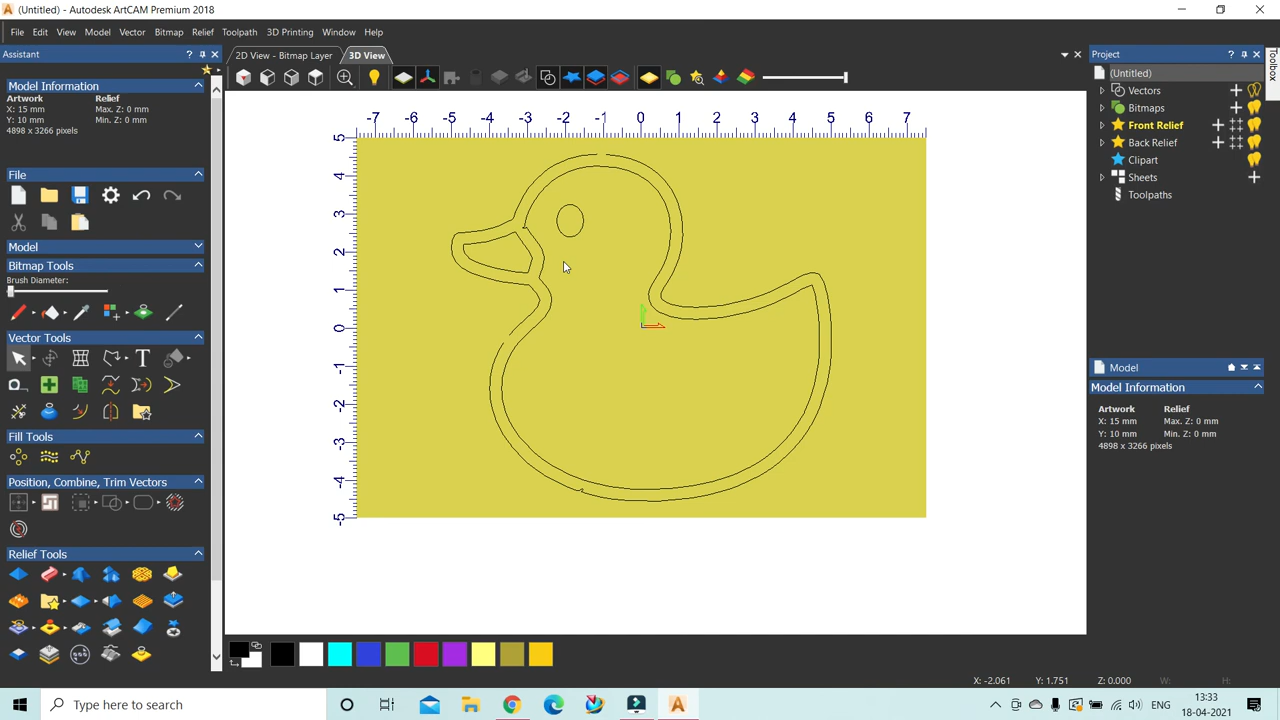 (Untitled) - Autodesk ArtCAM Premium 2018
File Edit View Model Vector Bitmap Relief Toolpath 3D Printing Window Help
Assistant
2D View - Bitmap Layer 3D View
Project
Toolbox
Model Information
Artwork Relief
X: 15 mm Max. Z: 0 mm
Y: 10 mm Min. Z: 0 mm
4898 x 3266 pixels
File
Model
Bitmap Tools
Brush Diameter:
Vector Tools
Fill Tools
Position, Combine, Trim Vectors
Relief Tools
-7 -6 -5 -4 -3 -2 -1 0 1 2 3 4 5 6 7
5
4
3
2
1
0
-1
-2
-3
-4
-5
(Untitled)
Vectors
Bitmaps
Front Relief
Back Relief
Clipart
Sheets
Toolpaths
Model
Model Information
Artwork Relief
X: 15 mm Max. Z: 0 mm
Y: 10 mm Min. Z: 0 mm
4898 x 3266 pixels
X: -2.061 Y: 1.751 Z: 0.000 W: H:
Type here to search
ENG
13:33
18-04-2021